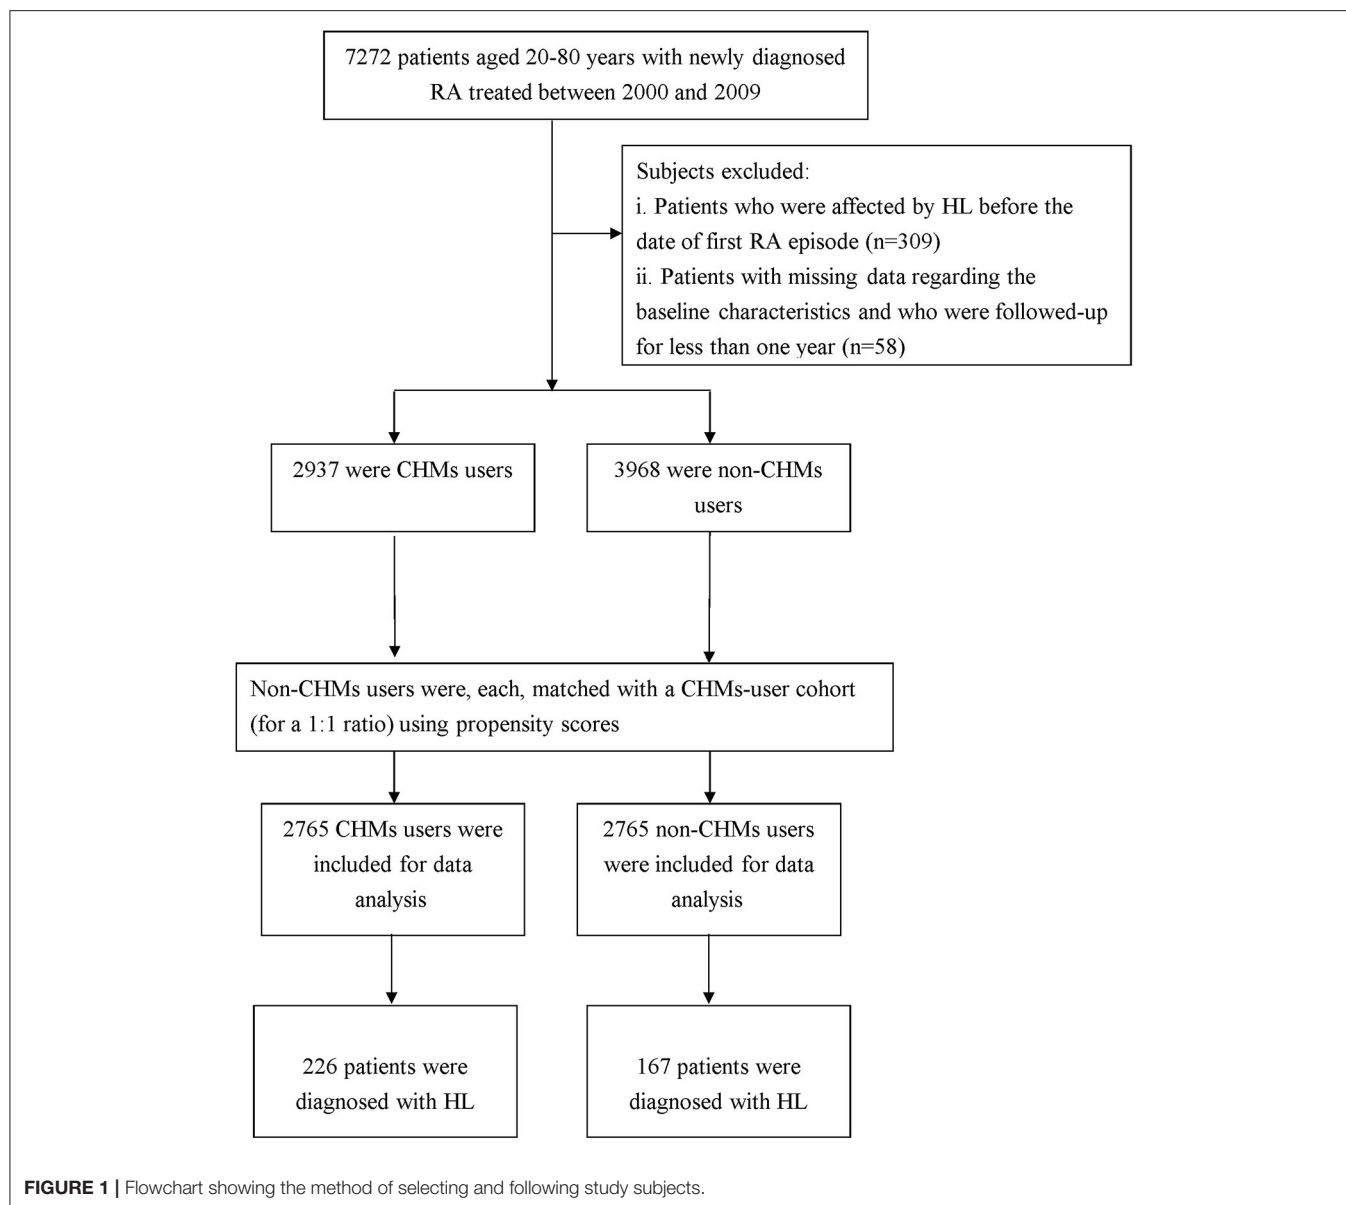 7272 patients aged 20-80 years with newly diagnosed
RA treated between 2000 and 2009
Subjects excluded:
i. Patients who were affected by HL before the
date of first RA episode (n=309)
ii. Patients with missing data regarding the
baseline characteristics and who were followed-up
for less than one year (n=58)
2937 were CHMs users
3968 were non-CHMs
users
Non-CHMs users were, each, matched with a CHMs-user cohort
(for a 1:1 ratio) using propensity scores
2765 CHMs users were
included for data
analysis
2765 non-CHMs users
were included for data
analysis
226 patients were
diagnosed with HL
167 patients were
diagnosed with HL
FIGURE 1 | Flowchart showing the method of selecting and following study subjects.